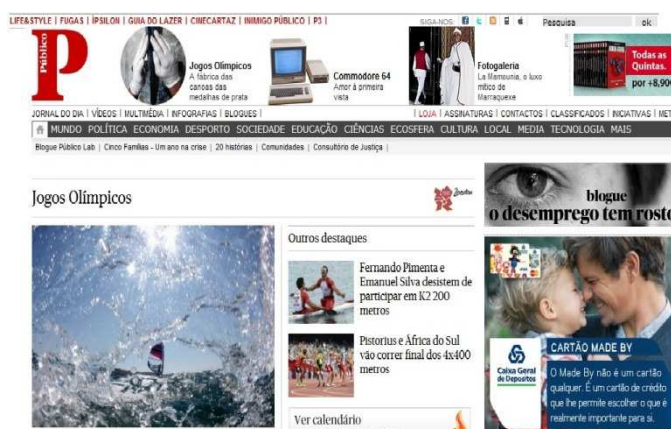 LIFE&STYLE | FUGAS | ÍPSILON | GUIA DO LAZER | CINECARTAZ | INIMIGO PÚBLICO | P3 |
SIGA-NOS:
Pesquisa
ok
Público
P
Jogos Olímpicos
A fábrica das
canoas das
medalhas de prata
Commodore 64
Amor à primeira
vista
Fotogaleria
La Mamounia, o luxo
mítico de
Marraquexe
Todas as
Quintas.
por +8,90
JORNAL DO DIA | VÍDEOS | MULTIMÉDIA | INFOGRAFIAS | BLOGUES |
| LOJA | ASSINATURAS | CONTACTOS | CLASSIFICADOS | INICIATIVAS | MET
MUNDO POLÍTICA ECONOMIA DESPORTO SOCIEDADE EDUCAÇÃO CIÊNCIAS ECOSFERA CULTURA LOCAL MEDIA TECNOLOGIA MAIS
Blogue Público Lab | Cinco Famílias - Um ano na crise | 20 histórias | Comunidades | Consultório de Justiça |
Jogos Olímpicos
blogue
o desemprego tem rosto
Outros destaques
Fernando Pimenta e
Emanuel Silva desistem de
participar em K2 200
metros
Pistorius e África do Sul
vão correr final dos 4x400
metros
Ver calendário
Caixa Geral
de Depositos
CARTÃO MADE BY
O Made By não é um cartão
qualquer. É um cartão de crédito
que lhe permite escolher o que é
realmente importante para si.